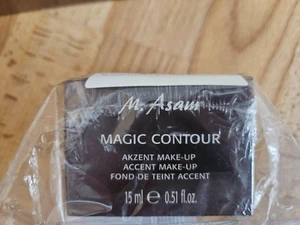 M. Asam
MAGIC CONTOUR
AKZENT MAKE-UP
ACCENT MAKE-UP
FOND DE TEINT ACCENT
15 ml ℮ 0.51 fl.oz.